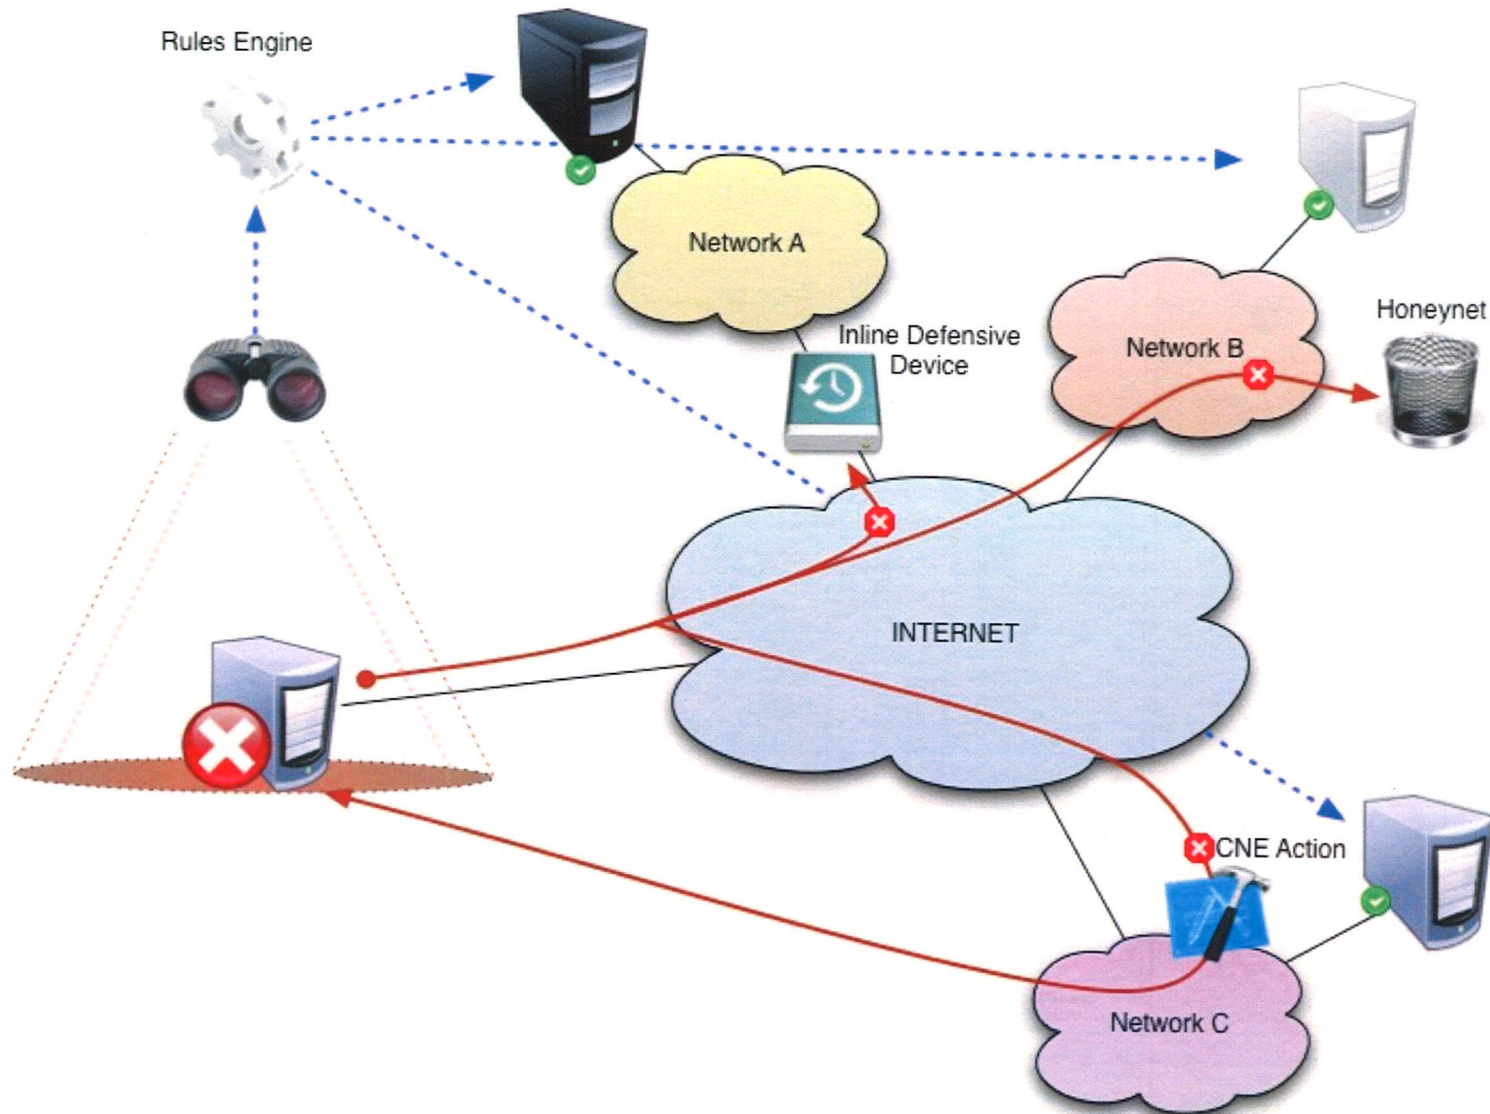 Rules Engine
Network A
Inline Defensive
Device
Network B
Honeynet
INTERNET
CNE Action
Network C